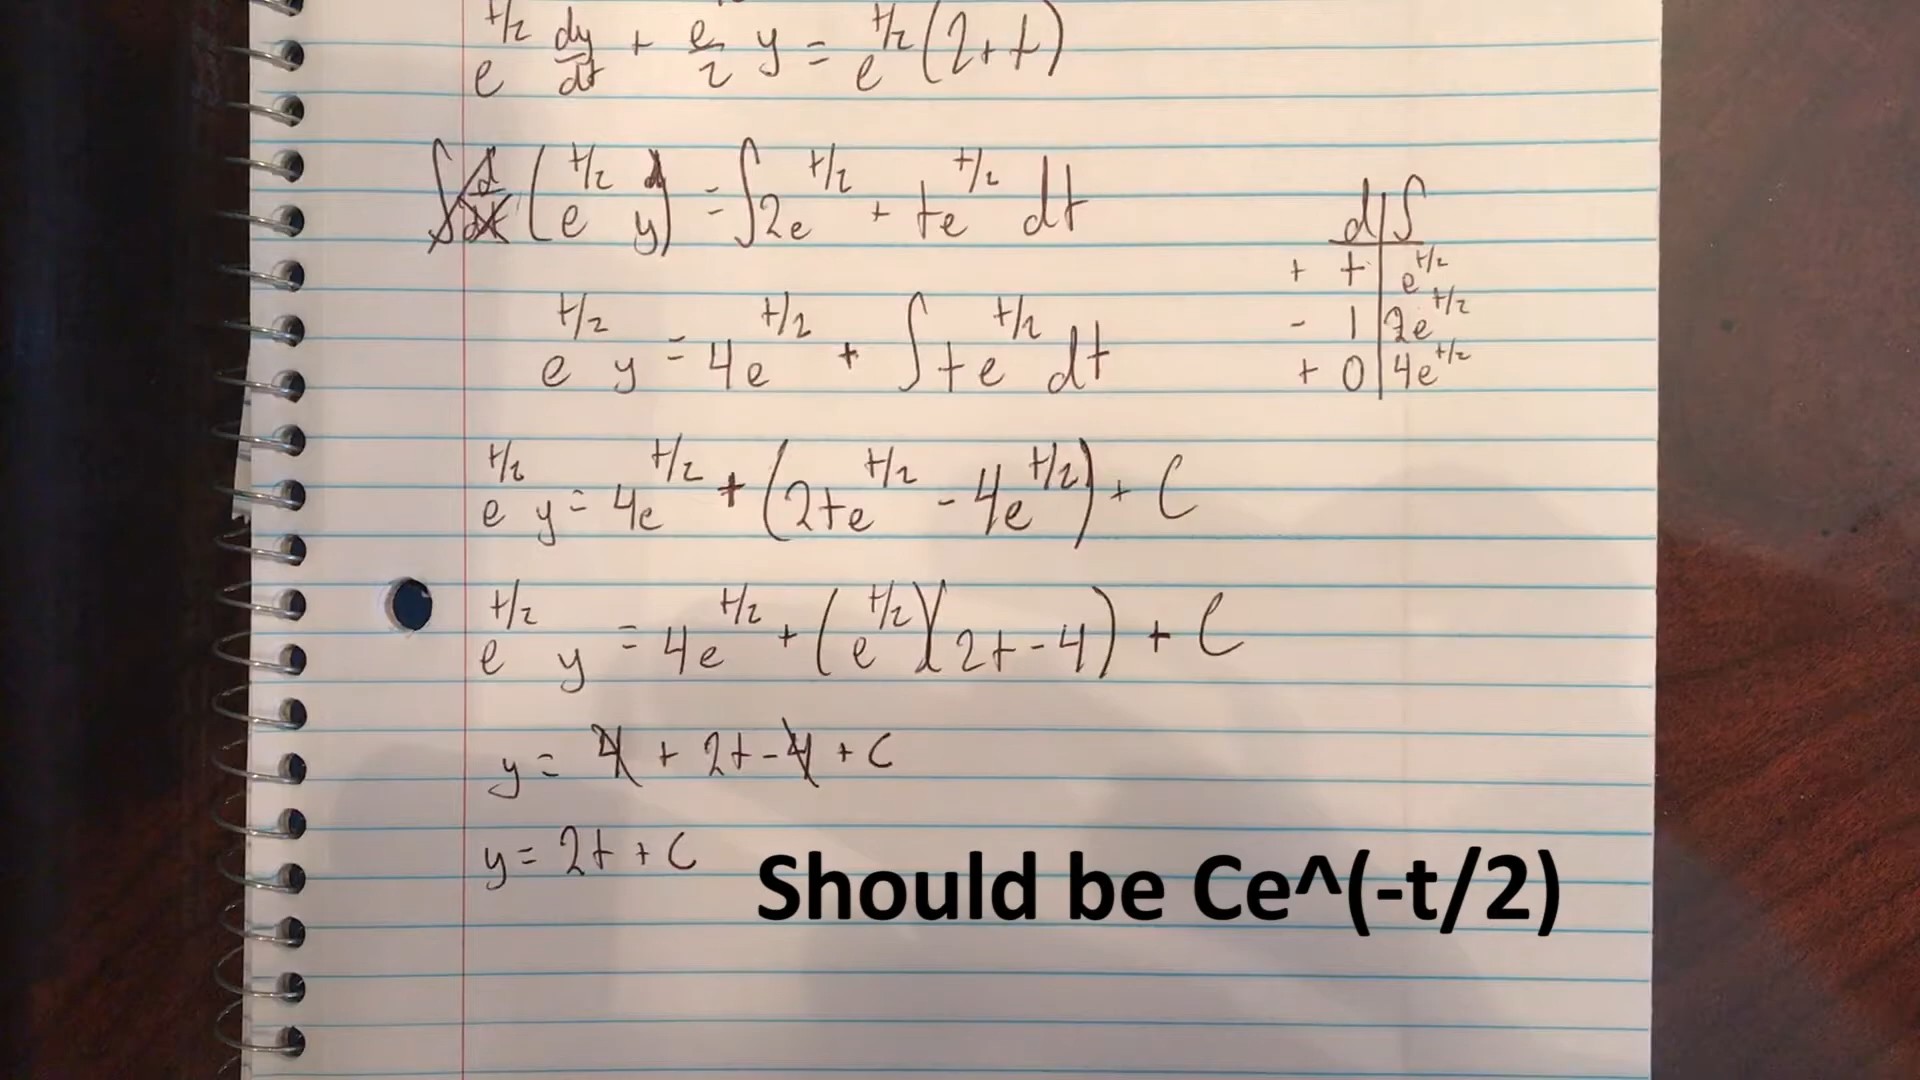 e^{t/2} dy/dt + e/2 y = e^{t/2} (2+t)
∫ d/dt (e^{t/2} y) = ∫ 2e^{t/2} + te^{t/2} dt
e^{t/2} y = 4e^{t/2} + ∫ te^{t/2} dt
d | ∫
+ t | e^{t/2}
- 1 | 2e^{t/2}
+ 0 | 4e^{t/2}
e^{t/2} y = 4e^{t/2} + (2te^{t/2} - 4e^{t/2}) + C
e^{t/2} y = 4e^{t/2} + (e^{t/2})(2t-4) + C
y = 4 + 2t - 4 + C
y = 2t + C
Should be Ce^(-t/2)